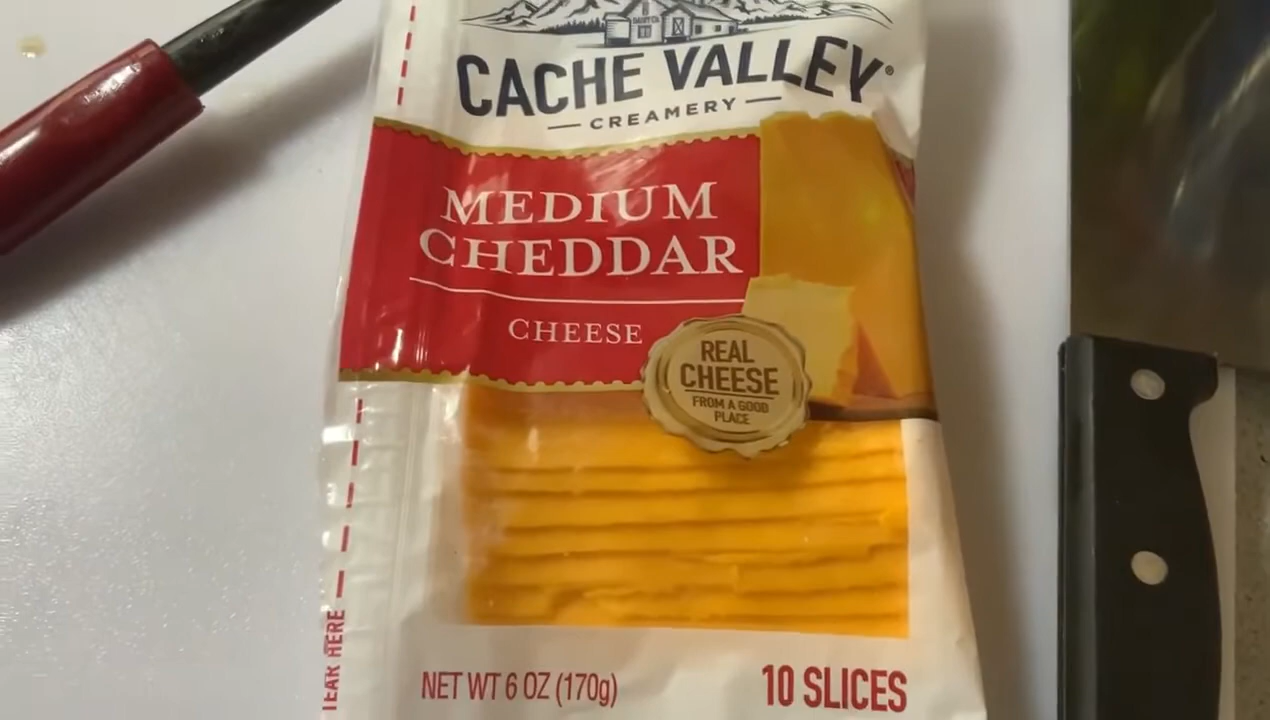 CACHE VALLEY®
CREAMERY
MEDIUM
CHEDDAR
CHEESE
REAL
CHEESE
FROM A GOOD
PLACE
TEAR HERE
NET WT 6 OZ (170g)
10 SLICES